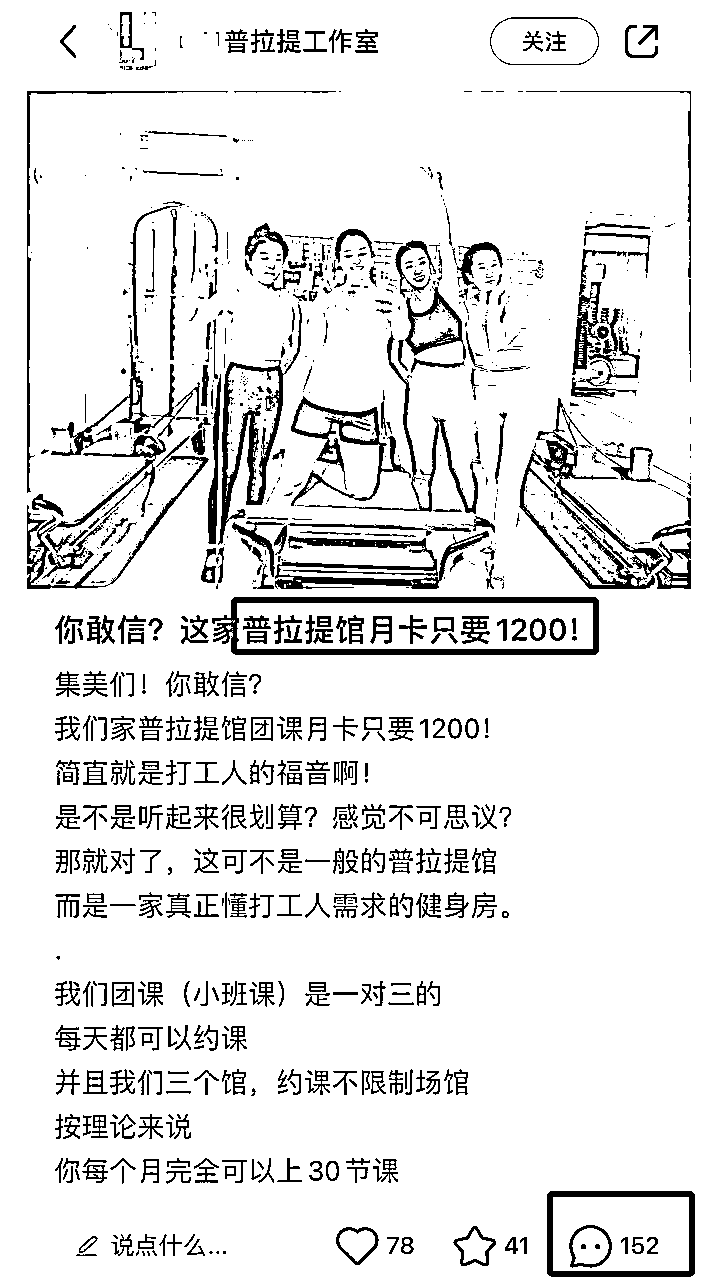 普拉提工作室
关注
你敢信？这家普拉提馆月卡只要1200！
集美们！你敢信？
我们家普拉提馆团课月卡只要1200！
简直就是打工人的福音啊！
是不是听起来很划算？感觉不可思议？
那就对了，这可不是一般的普拉提馆
而是一家真正懂打工人需求的健身房。
.
我们团课（小班课）是一对三的
每天都可以约课
并且我们三个馆，约课不限制场馆
按理论来说
你每个月完全可以上30节课
说点什么... 78 41 152